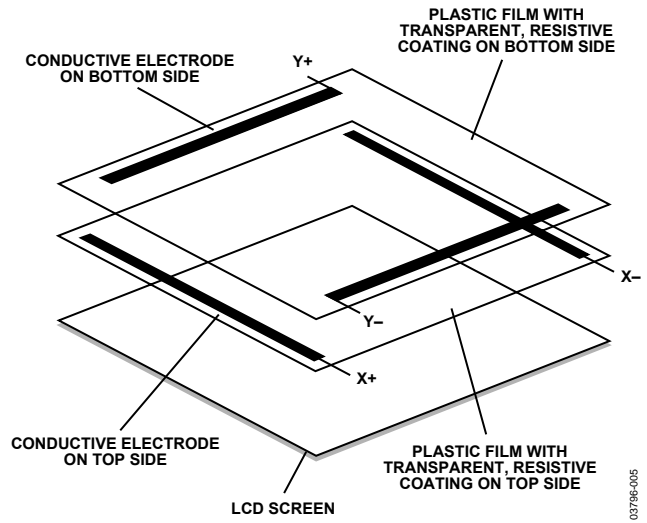 PLASTIC FILM WITH
TRANSPARENT, RESISTIVE
COATING ON BOTTOM SIDE
CONDUCTIVE ELECTRODE
ON BOTTOM SIDE
Y+
X–
Y–
X+
CONDUCTIVE ELECTRODE
ON TOP SIDE
PLASTIC FILM WITH
TRANSPARENT, RESISTIVE
COATING ON TOP SIDE
LCD SCREEN
03796-005